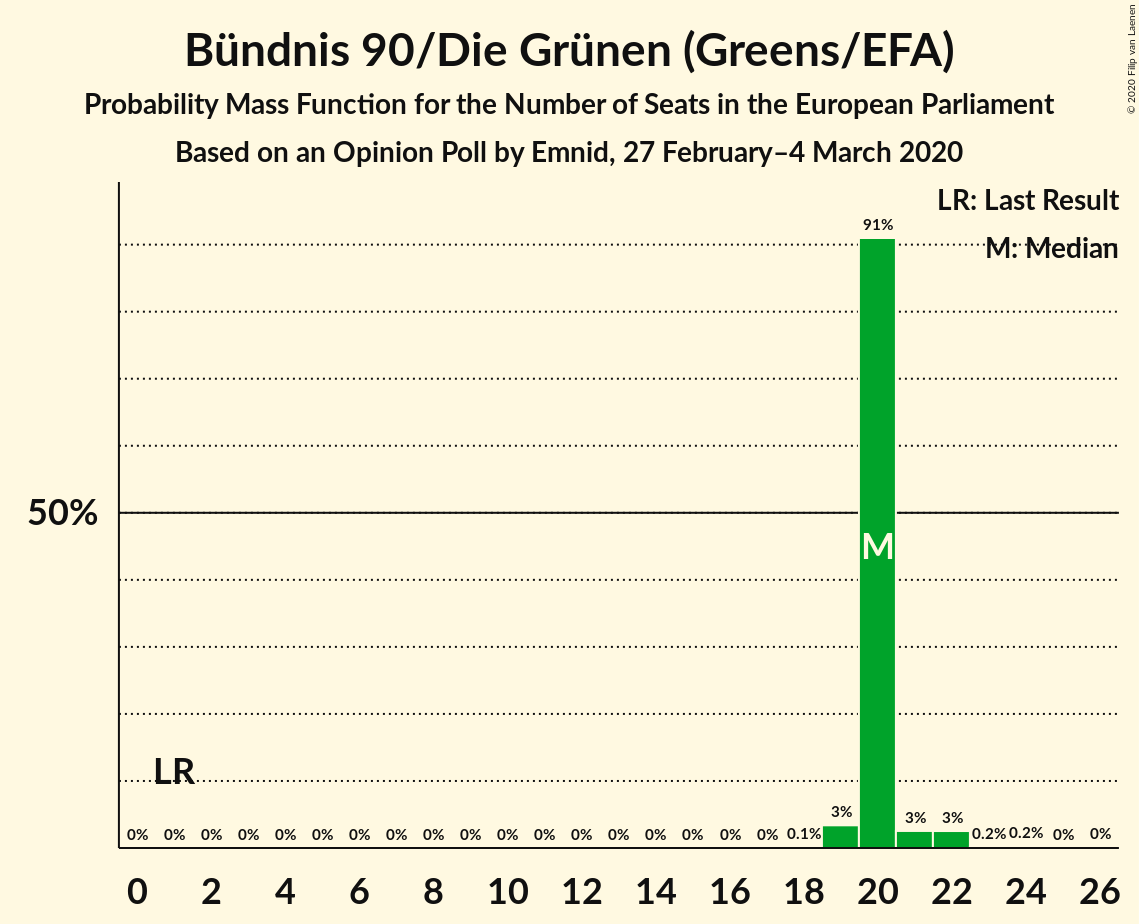 Bündnis 90/Die Grünen (Greens/EFA)
Probability Mass Function for the Number of Seats in the European Parliament
Based on an Opinion Poll by Emnid, 27 February–4 March 2020
© 2020 Filip van Laenen
LR: Last Result
M: Median
91%
50%
M
LR
0% 0% 0% 0% 0% 0% 0% 0% 0% 0% 0% 0% 0% 0% 0% 0% 0% 0% 0.1% 3% 3% 3% 0.2% 0.2% 0% 0%
0 2 4 6 8 10 12 14 16 18 20 22 24 26